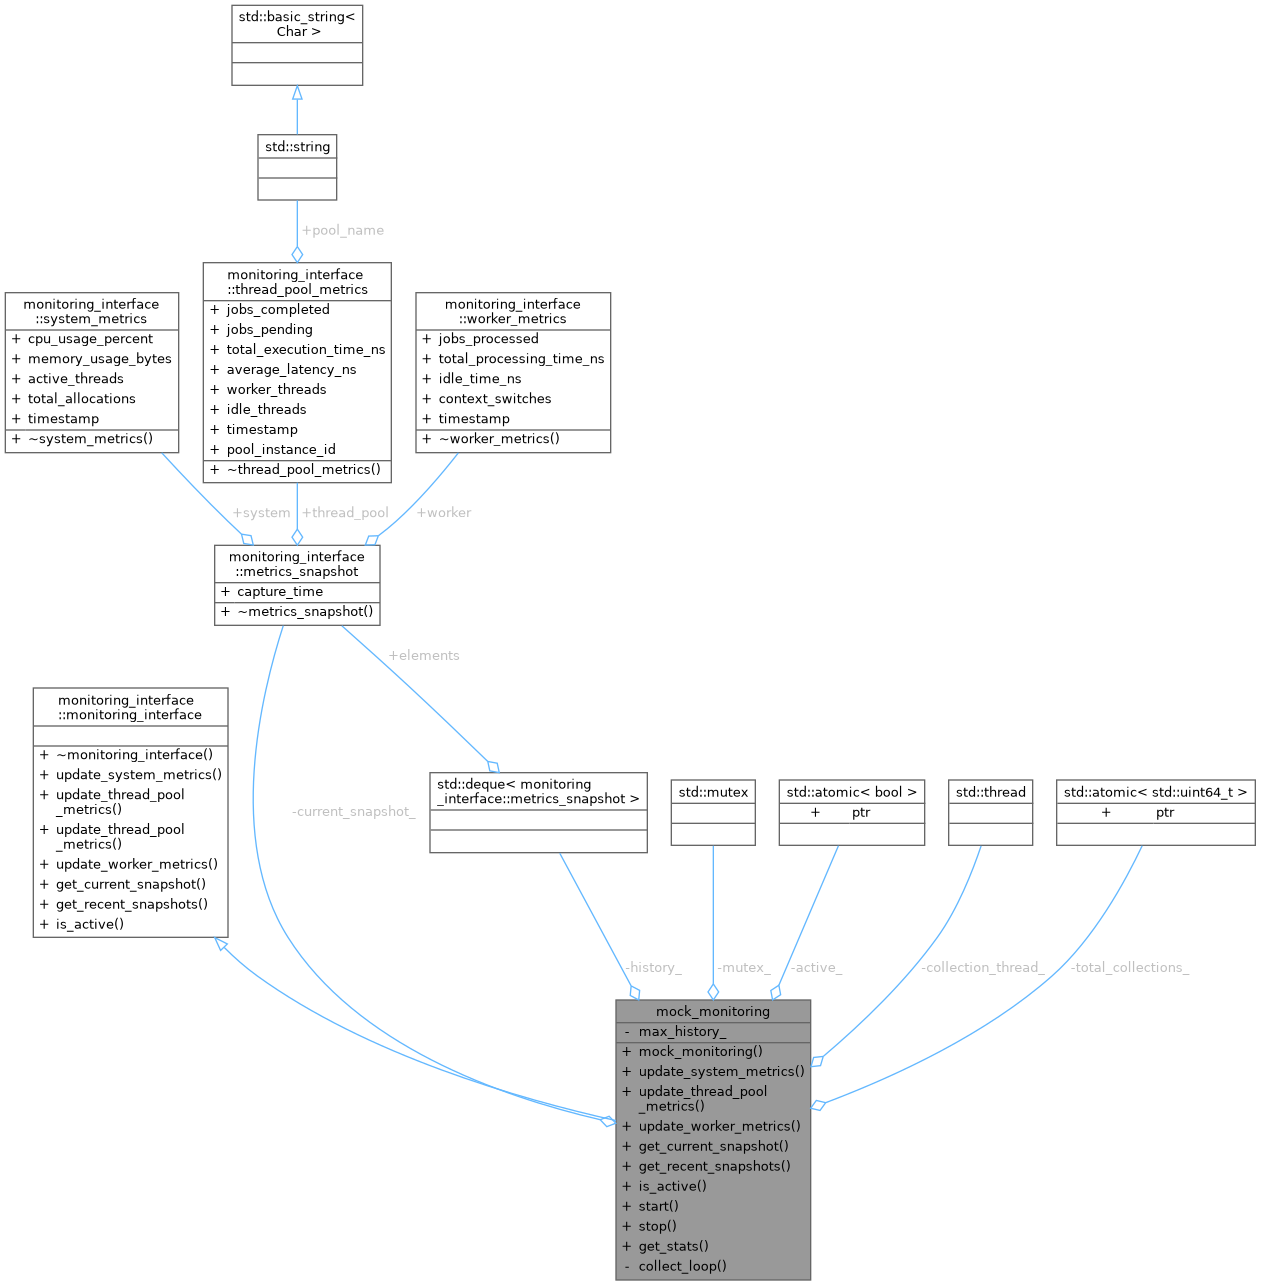 std::basic_string<
Char >
std::string
+pool_name
monitoring_interface
::system_metrics
+ cpu_usage_percent
+ memory_usage_bytes
+ active_threads
+ total_allocations
+ timestamp
+ ~system_metrics()
monitoring_interface
::thread_pool_metrics
+ jobs_completed
+ jobs_pending
+ total_execution_time_ns
+ average_latency_ns
+ worker_threads
+ idle_threads
+ timestamp
+ pool_instance_id
+ ~thread_pool_metrics()
monitoring_interface
::worker_metrics
+ jobs_processed
+ total_processing_time_ns
+ idle_time_ns
+ context_switches
+ timestamp
+ ~worker_metrics()
+system
+thread_pool
+worker
monitoring_interface
::metrics_snapshot
+ capture_time
+ ~metrics_snapshot()
+elements
monitoring_interface
::monitoring_interface
+ ~monitoring_interface()
+ update_system_metrics()
+ update_thread_pool
_metrics()
+ update_thread_pool
_metrics()
+ update_worker_metrics()
+ get_current_snapshot()
+ get_recent_snapshots()
+ is_active()
-current_snapshot_
std::deque< monitoring
_interface::metrics_snapshot >
std::mutex
std::atomic< bool >
+ ptr
std::thread
std::atomic< std::uint64_t >
+ ptr
-history_
-mutex_
-active_
-collection_thread_
-total_collections_
mock_monitoring
- max_history_
+ mock_monitoring()
+ update_system_metrics()
+ update_thread_pool
_metrics()
+ update_worker_metrics()
+ get_current_snapshot()
+ get_recent_snapshots()
+ is_active()
+ start()
+ stop()
+ get_stats()
- collect_loop()